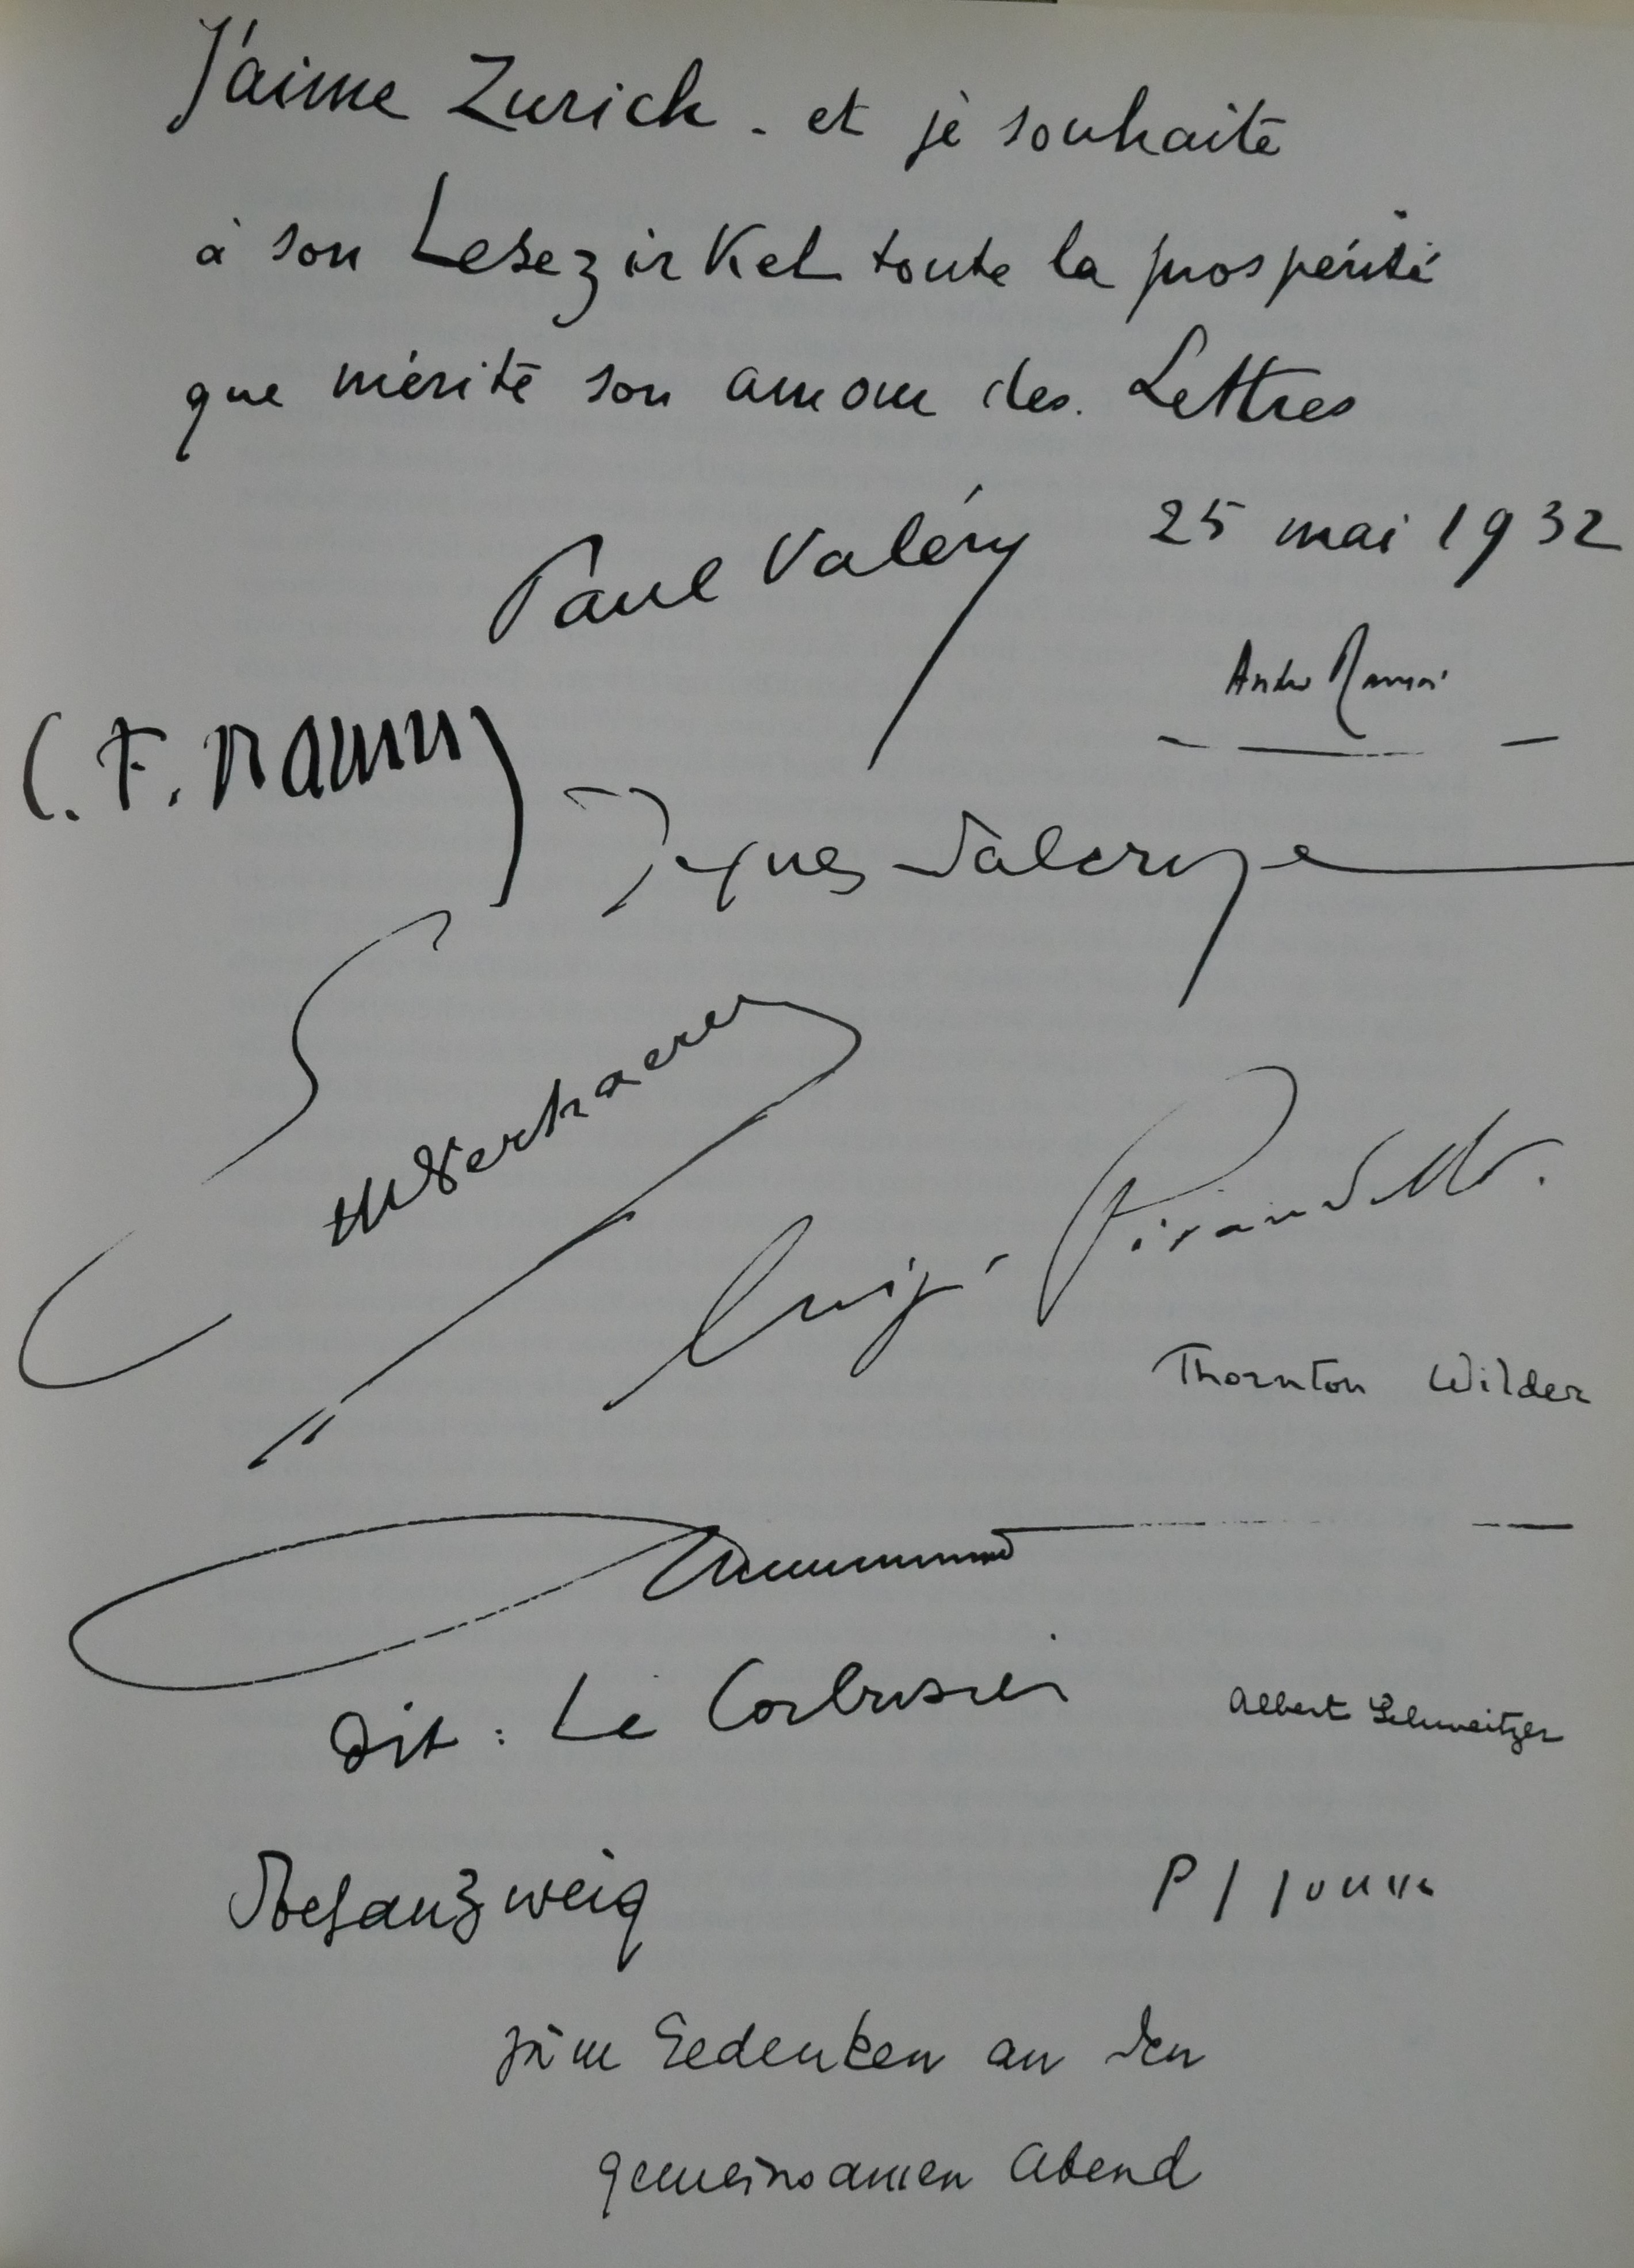 J'aime Zurich - et je souhaite
à son Lesezirkel toute la prospérité
que mérite son amour des Lettres
Paul Valéry 25 mai 1932
André Maurois
C. F. Ramuz
Jaques Dalcroze
Em Verhaeren
Luigi Pirandello.
Thornton Wilder
Dit : Le Corbusier
Albert Schweitzer
Stefan Zweig
P J Jouve
zum Gedenken an den
gemeinsamen Abend